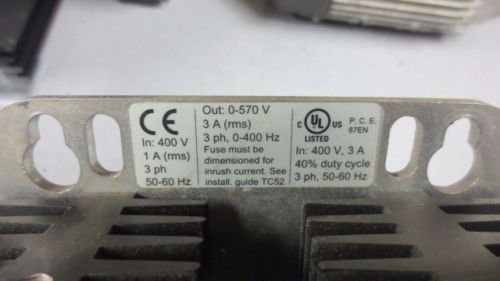 CE
In: 400 V
1 A (rms)
3 ph
50-60 Hz
Out: 0-570 V
3 A (rms)
3 ph, 0-400 Hz
Fuse must be
dimensioned for
inrush current. See
install. guide TC52.
C UL US
LISTED
P. C. E.
87EN
In: 400 V, 3 A
40% duty cycle
3 ph, 50-60 Hz